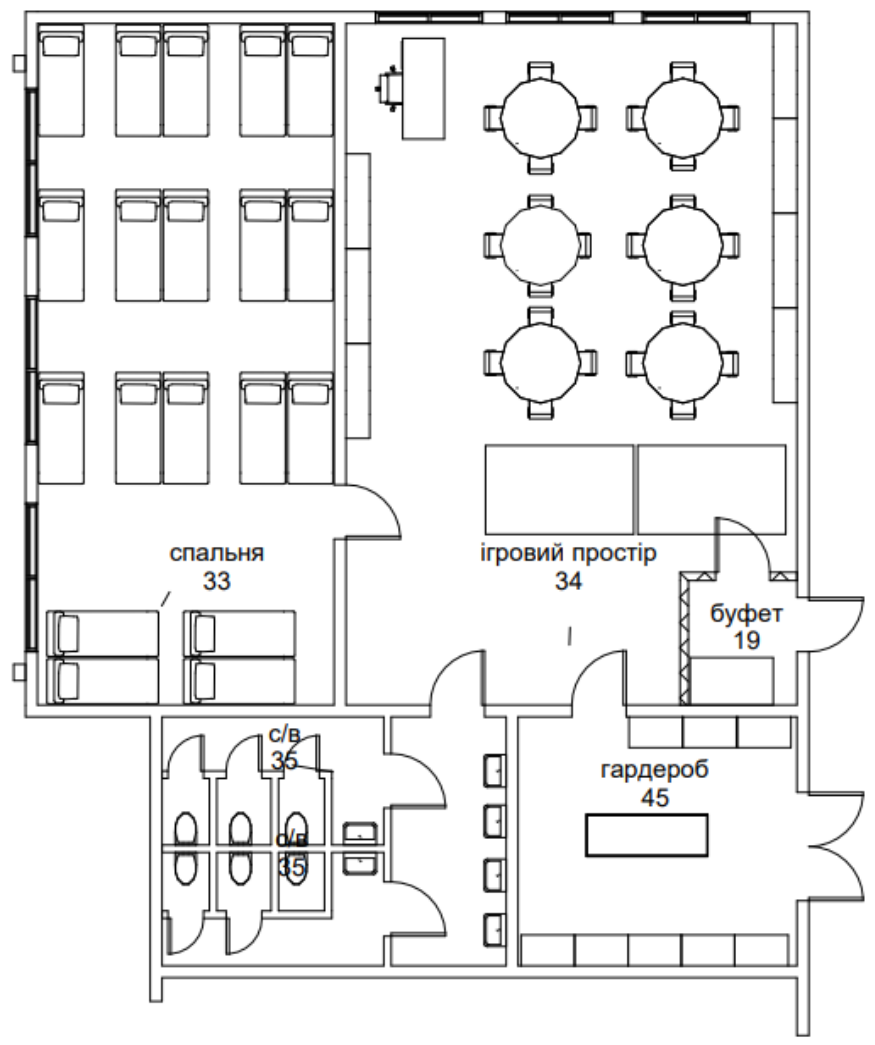 спальня
33
ігровий простір
34
буфет
19
с/в
35
гардероб
45
с/в
35